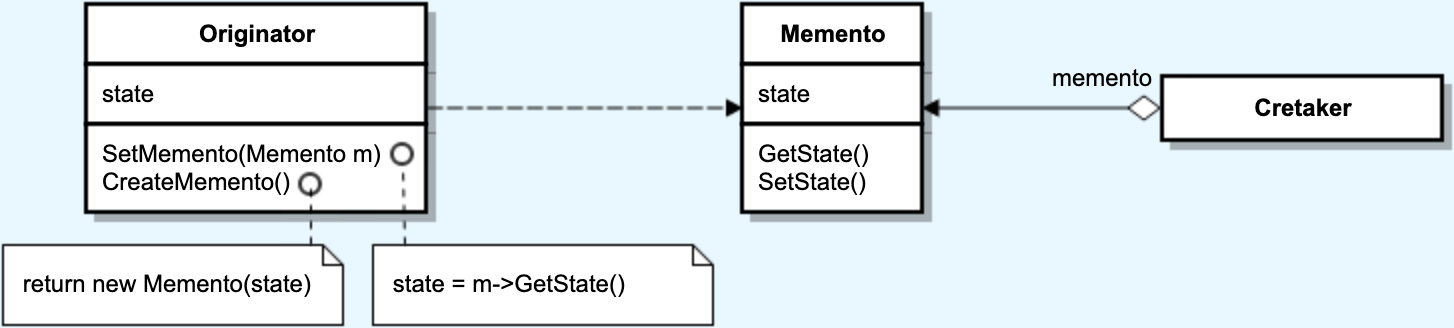 Originator
state
SetMemento(Memento m)
CreateMemento()
return new Memento(state)
state = m->GetState()
Memento
state
GetState()
SetState()
memento
Cretaker